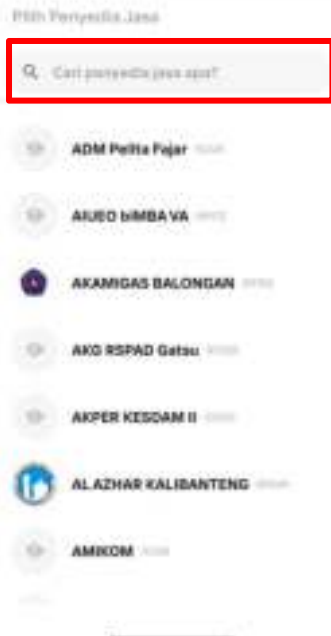 Pilih Penyedia Jasa
Cari penyedia jasa apa?
ADM Pelita Fajar
AIUEO biMBA VA
AKAMIGAS BALONGAN
AKG RSPAD Gatsu
AKPER KESDAM II
AL AZHAR KALIBANTENG
AMIKOM